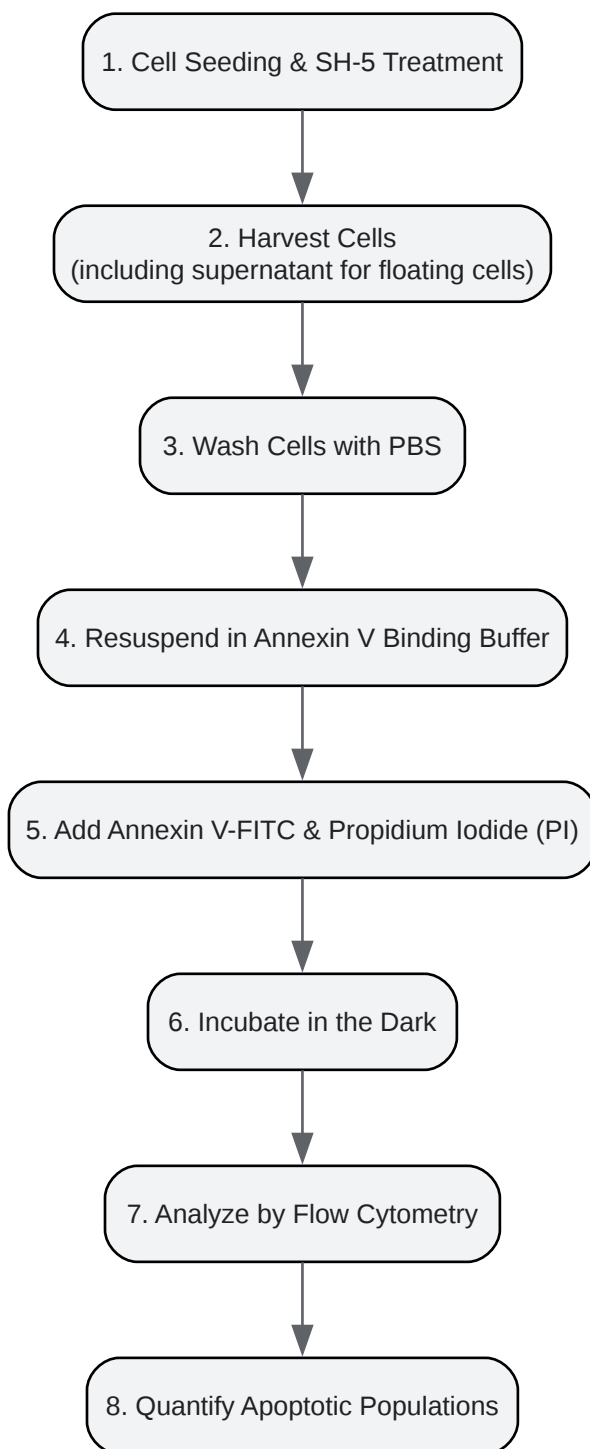 1. Cell Seeding & SH-5 Treatment
2. Harvest Cells
(including supernatant for floating cells)
3. Wash Cells with PBS
4. Resuspend in Annexin V Binding Buffer
5. Add Annexin V-FITC & Propidium Iodide (PI)
6. Incubate in the Dark
7. Analyze by Flow Cytometry
8. Quantify Apoptotic Populations